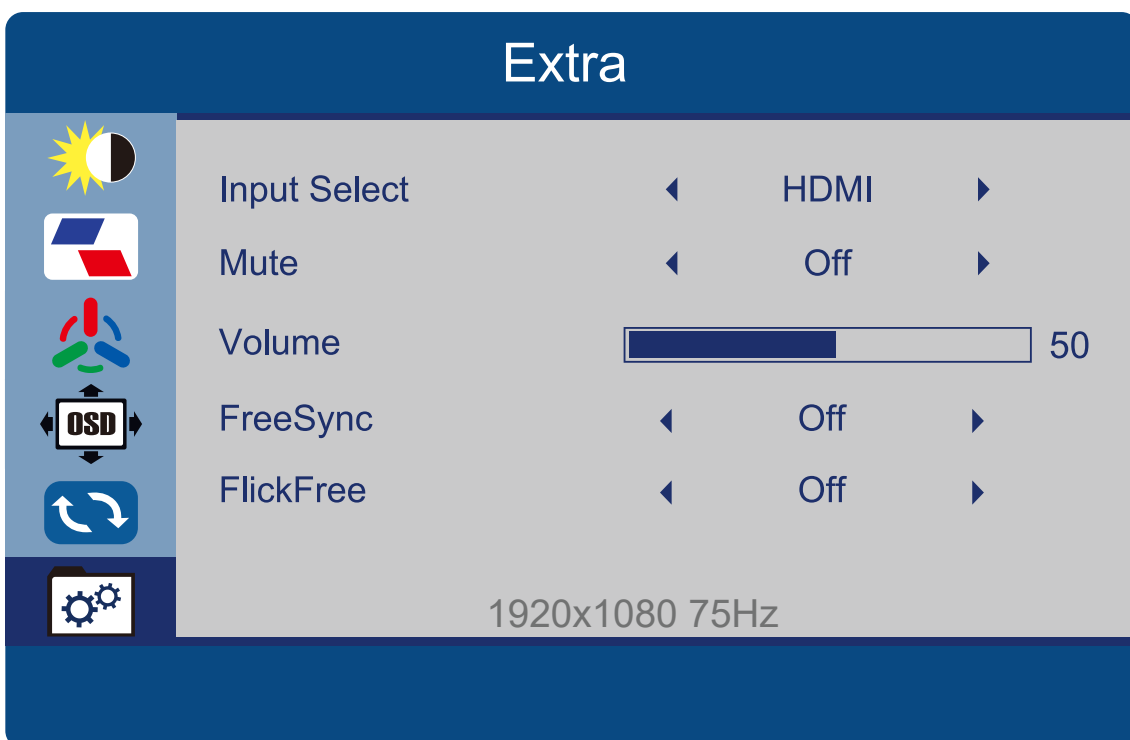 Extra
Input Select HDMI
Mute Off
Volume 50
OSD
FreeSync Off
FlickFree Off
1920x1080 75Hz